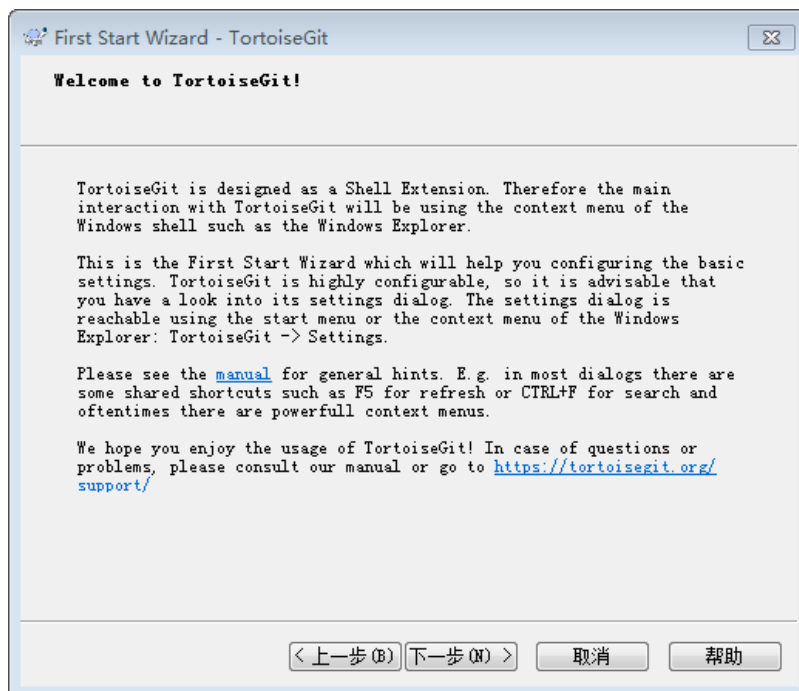 First Start Wizard - TortoiseGit
Welcome to TortoiseGit!
TortoiseGit is designed as a Shell Extension. Therefore the main
interaction with TortoiseGit will be using the context menu of the
Windows shell such as the Windows Explorer.
This is the First Start Wizard which will help you configuring the basic
settings. TortoiseGit is highly configurable, so it is advisable that
you have a look into its settings dialog. The settings dialog is
reachable using the start menu or the context menu of the Windows
Explorer: TortoiseGit -> Settings.
Please see the manual for general hints. E.g. in most dialogs there are
some shared shortcuts such as F5 for refresh or CTRL+F for search and
oftentimes there are powerfull context menus.
We hope you enjoy the usage of TortoiseGit! In case of questions or
problems, please consult our manual or go to https://tortoisegit.org/
support/
< 上一步(B) 下一步(N) > 取消 帮助